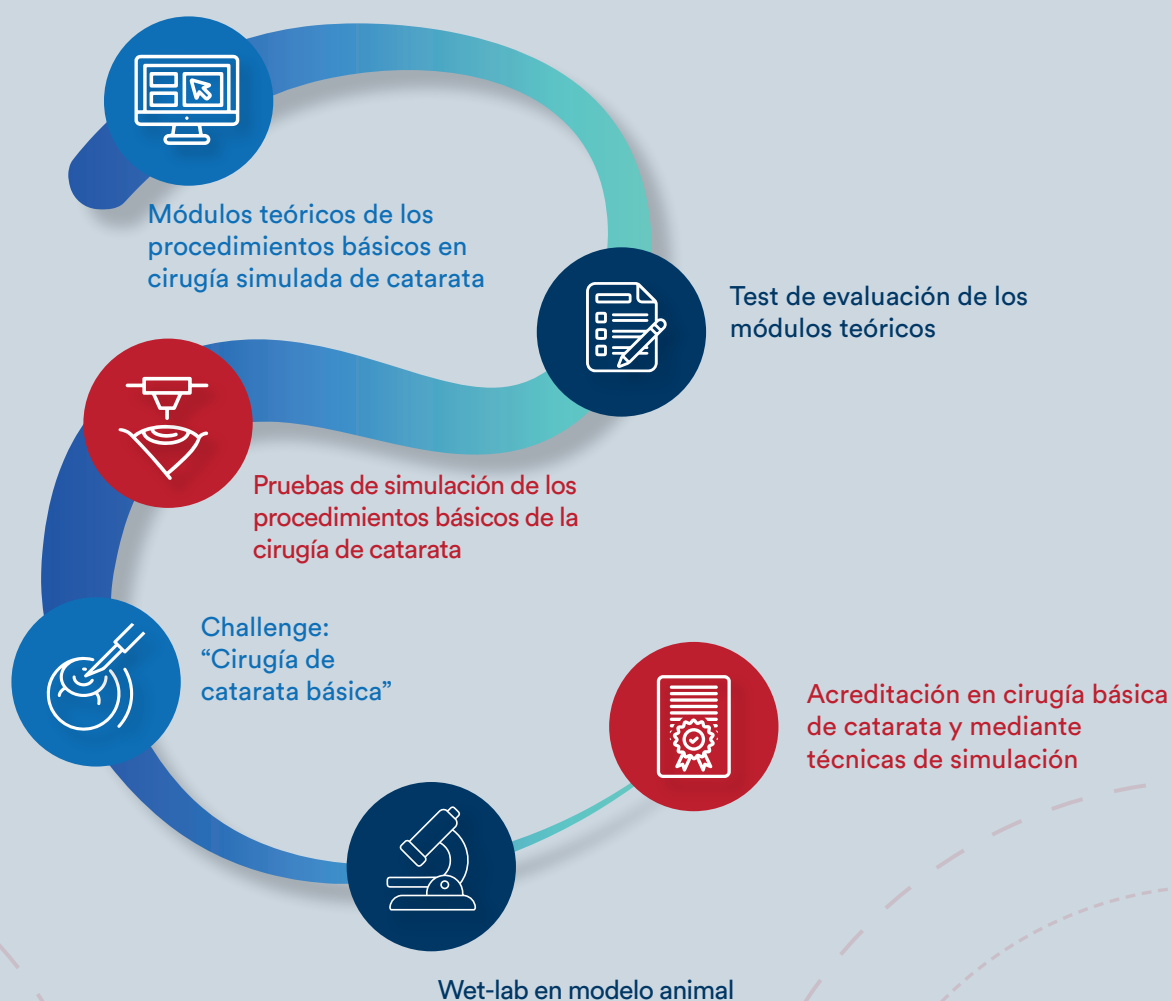 Módulos teóricos de los
procedimientos básicos en
cirugía simulada de catarata
Test de evaluación de los
módulos teóricos
Pruebas de simulación de los
procedimientos básicos de la
cirugía de catarata
Challenge:
“Cirugía de
catarata básica”
Acreditación en cirugía básica
de catarata y mediante
técnicas de simulación
Wet-lab en modelo animal